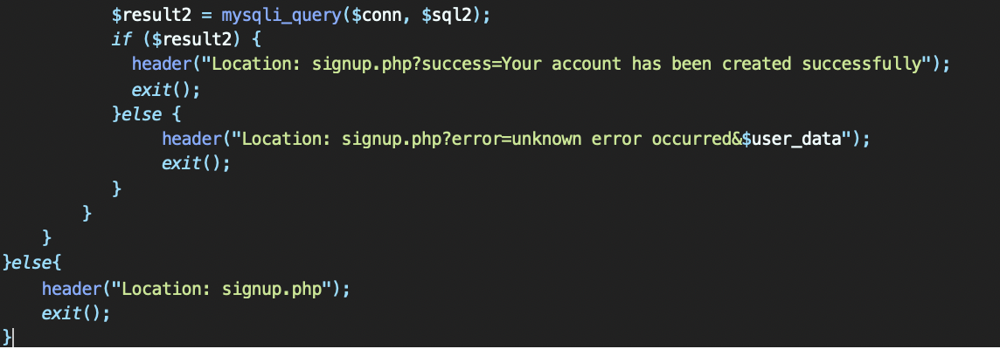 $result2 = mysqli_query($conn, $sql2);
if ($result2) {
header("Location: signup.php?success=Your account has been created successfully");
exit();
}else {
header("Location: signup.php?error=unknown error occurred&$user_data");
exit();
}
}
}
}else{
header("Location: signup.php");
exit();
}